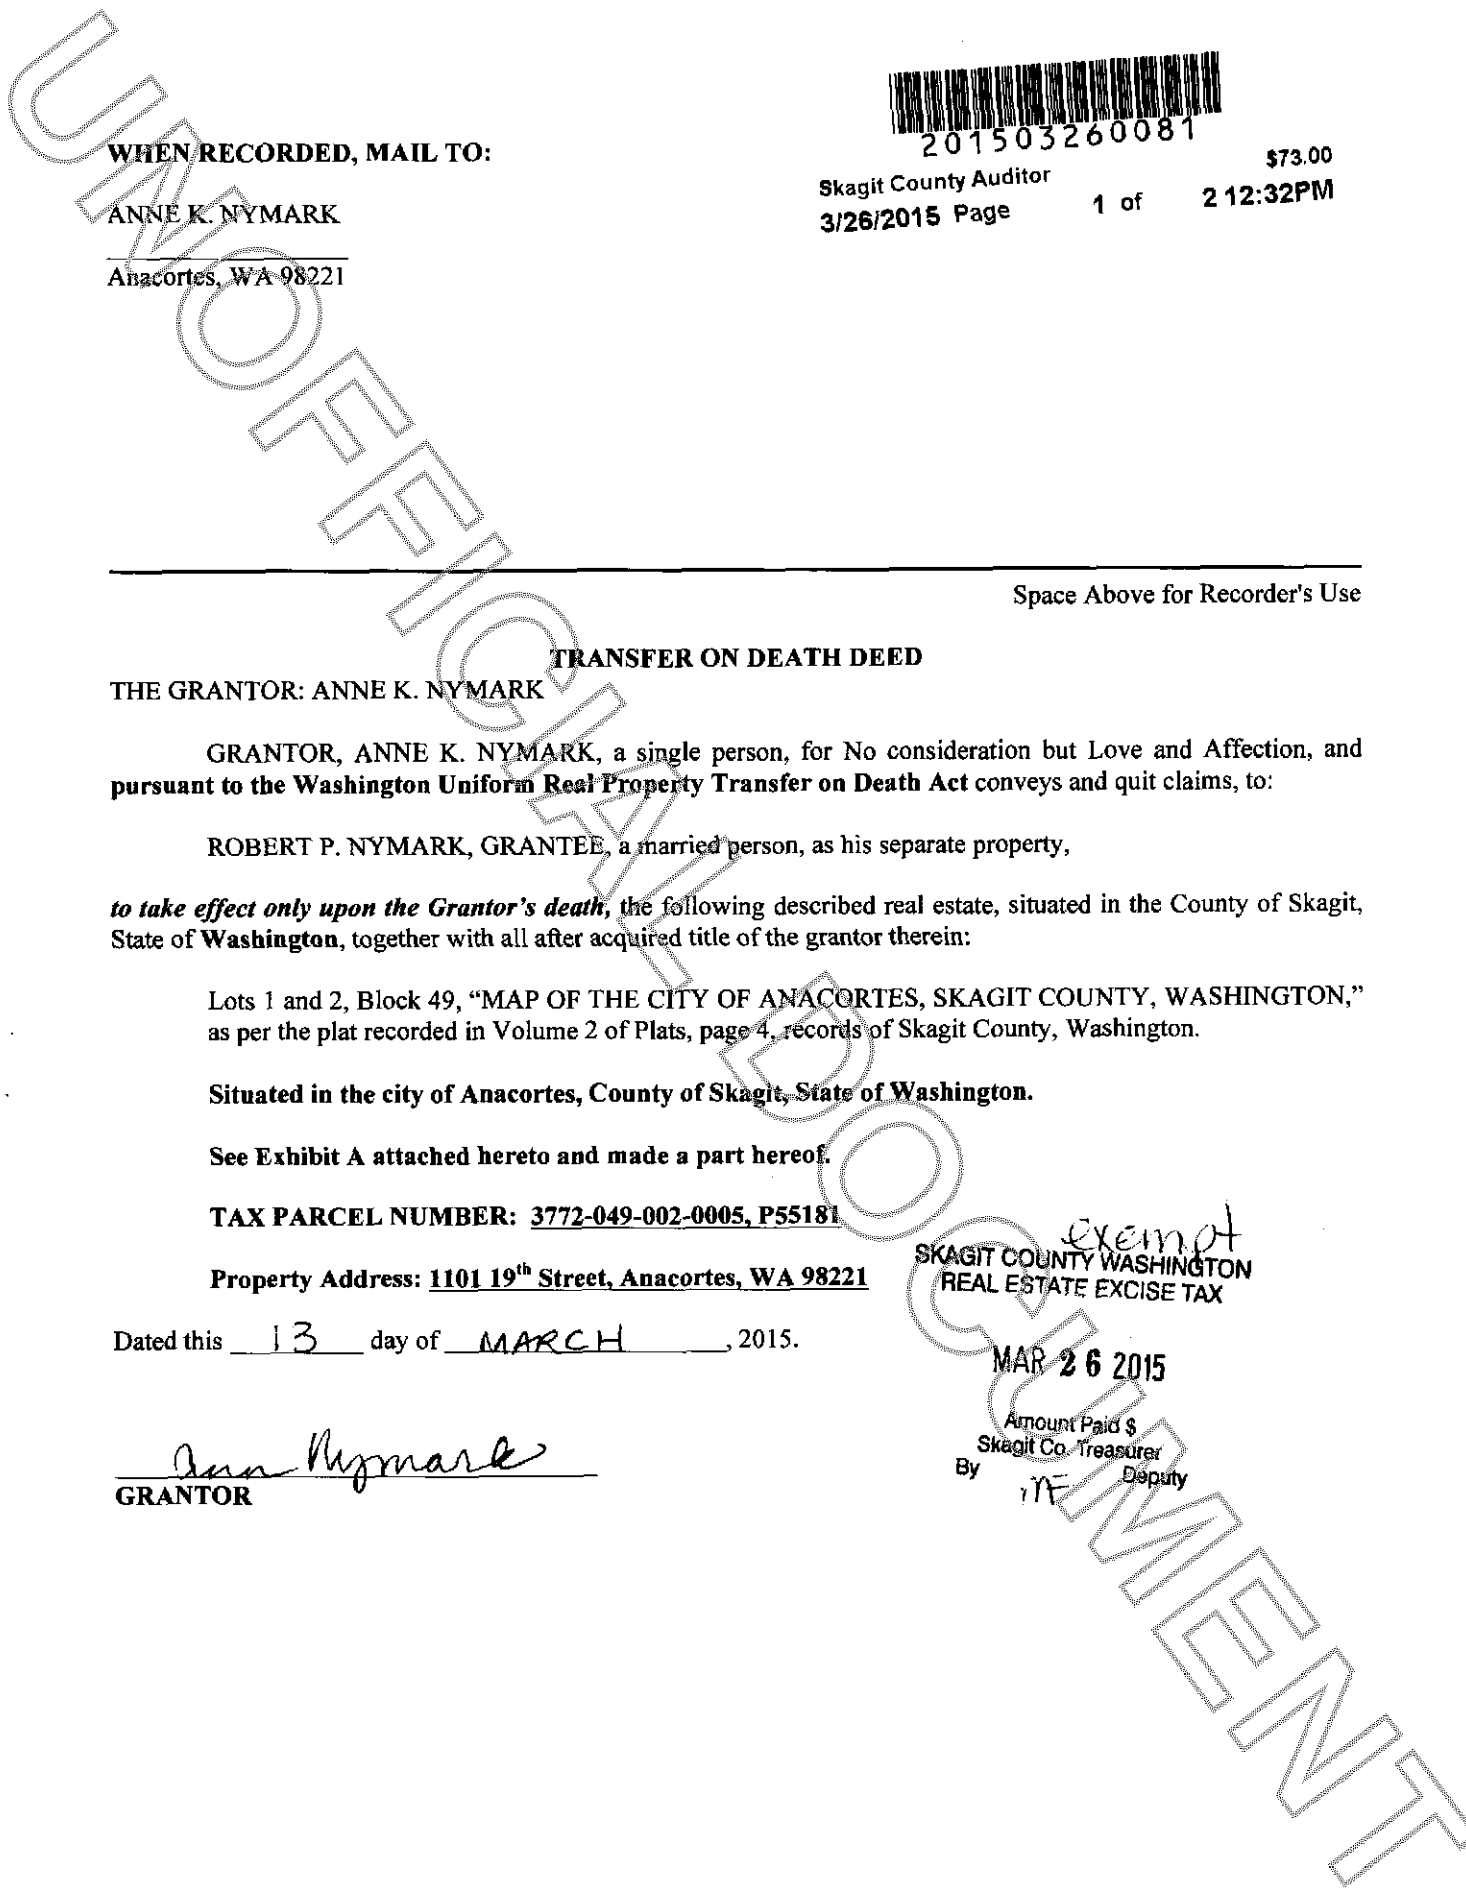 201503260081
Skagit County Auditor $73.00
3/26/2015 Page 1 of 2 12:32PM
WHEN RECORDED, MAIL TO:
ANNE K. NYMARK
Anacortes, WA 98221
Space Above for Recorder's Use
TRANSFER ON DEATH DEED
THE GRANTOR: ANNE K. NYMARK
GRANTOR, ANNE K. NYMARK, a single person, for No consideration but Love and Affection, and
pursuant to the Washington Uniform Real Property Transfer on Death Act conveys and quit claims, to:
ROBERT P. NYMARK, GRANTEE, a married person, as his separate property,
to take effect only upon the Grantor's death, the following described real estate, situated in the County of Skagit,
State of Washington, together with all after acquired title of the grantor therein:
Lots 1 and 2, Block 49, “MAP OF THE CITY OF ANACORTES, SKAGIT COUNTY, WASHINGTON,”
as per the plat recorded in Volume 2 of Plats, page 4, records of Skagit County, Washington.
Situated in the city of Anacortes, County of Skagit, State of Washington.
See Exhibit A attached hereto and made a part hereof.
TAX PARCEL NUMBER: 3772-049-002-0005, P55181
Property Address: 1101 19th Street, Anacortes, WA 98221
exempt
SKAGIT COUNTY WASHINGTON
REAL ESTATE EXCISE TAX
Dated this 13 day of MARCH, 2015.
MAR 26 2015
Amount Paid $
Skagit Co. Treasurer
By Deputy
Ann Nymark
GRANTOR
UNOFFICIAL DOCUMENT